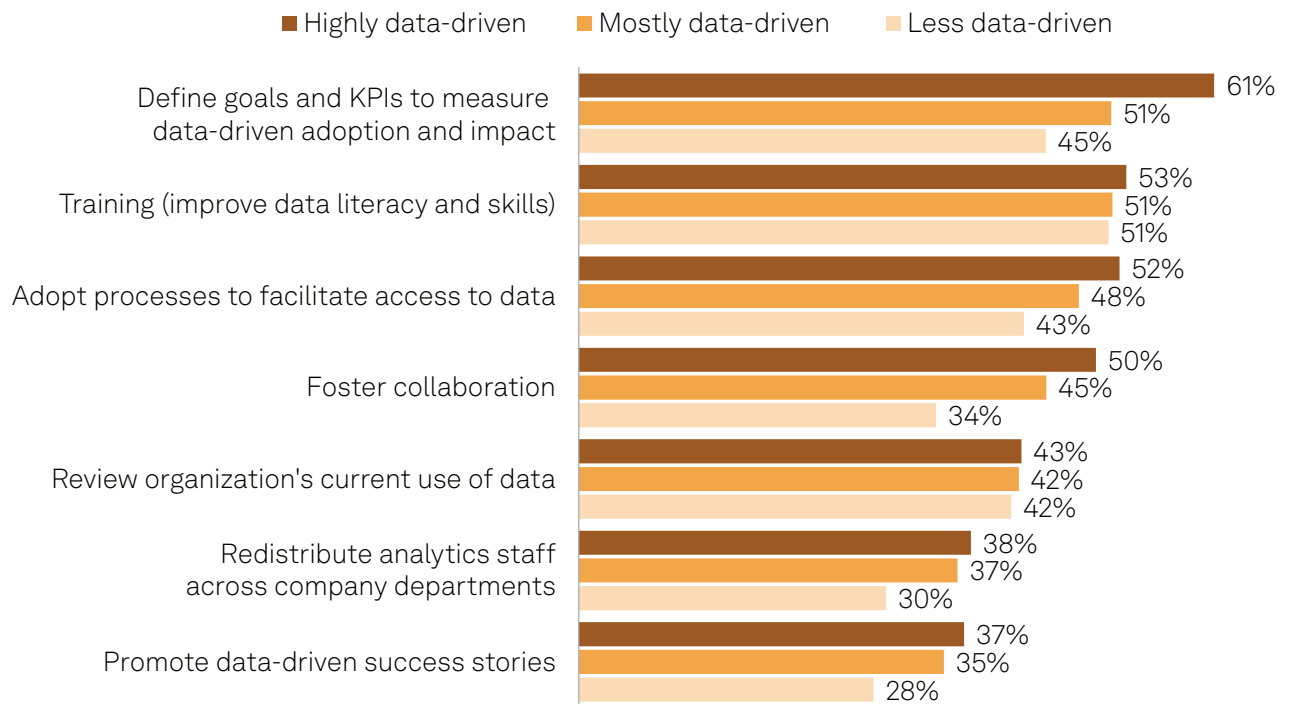 Highly data-driven Mostly data-driven Less data-driven
Define goals and KPIs to measure
data-driven adoption and impact
61%
51%
45%
Training (improve data literacy and skills)
53%
51%
51%
Adopt processes to facilitate access to data
52%
48%
43%
Foster collaboration
50%
45%
34%
Review organization's current use of data
43%
42%
42%
Redistribute analytics staff
across company departments
38%
37%
30%
Promote data-driven success stories
37%
35%
28%